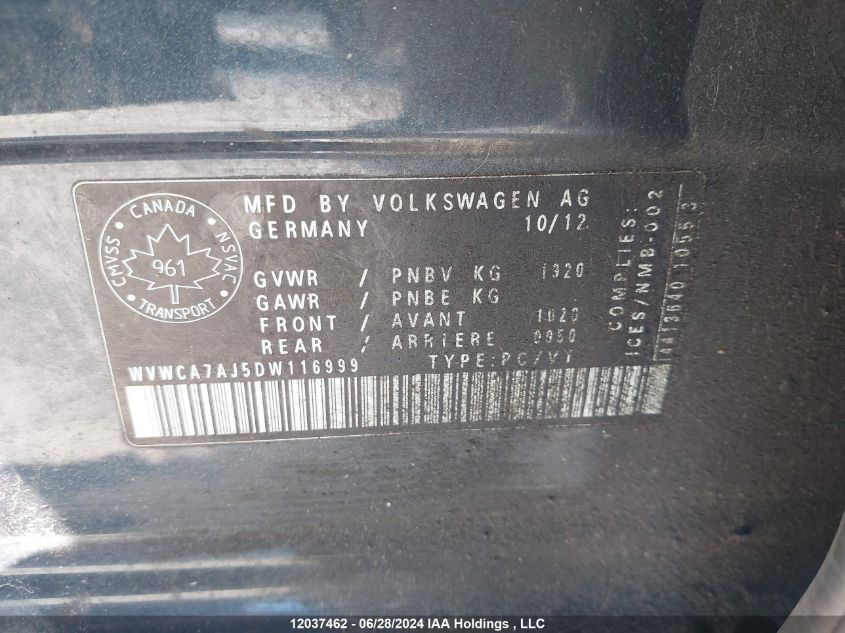 CANADA
CMVSS
961
NSVAC
TRANSPORT
MFD BY VOLKSWAGEN AG
GERMANY 10/12
GVWR / PNBV KG 1920
GAWR / PNBE KG
FRONT / AVANT 1020
REAR / ARRIERE 0950
WVWCA7AJ5DW116999 TYPE:PC/VT
COMPLIES:
ICES/NMB-002
12037462 - 06/28/2024 IAA Holdings , LLC